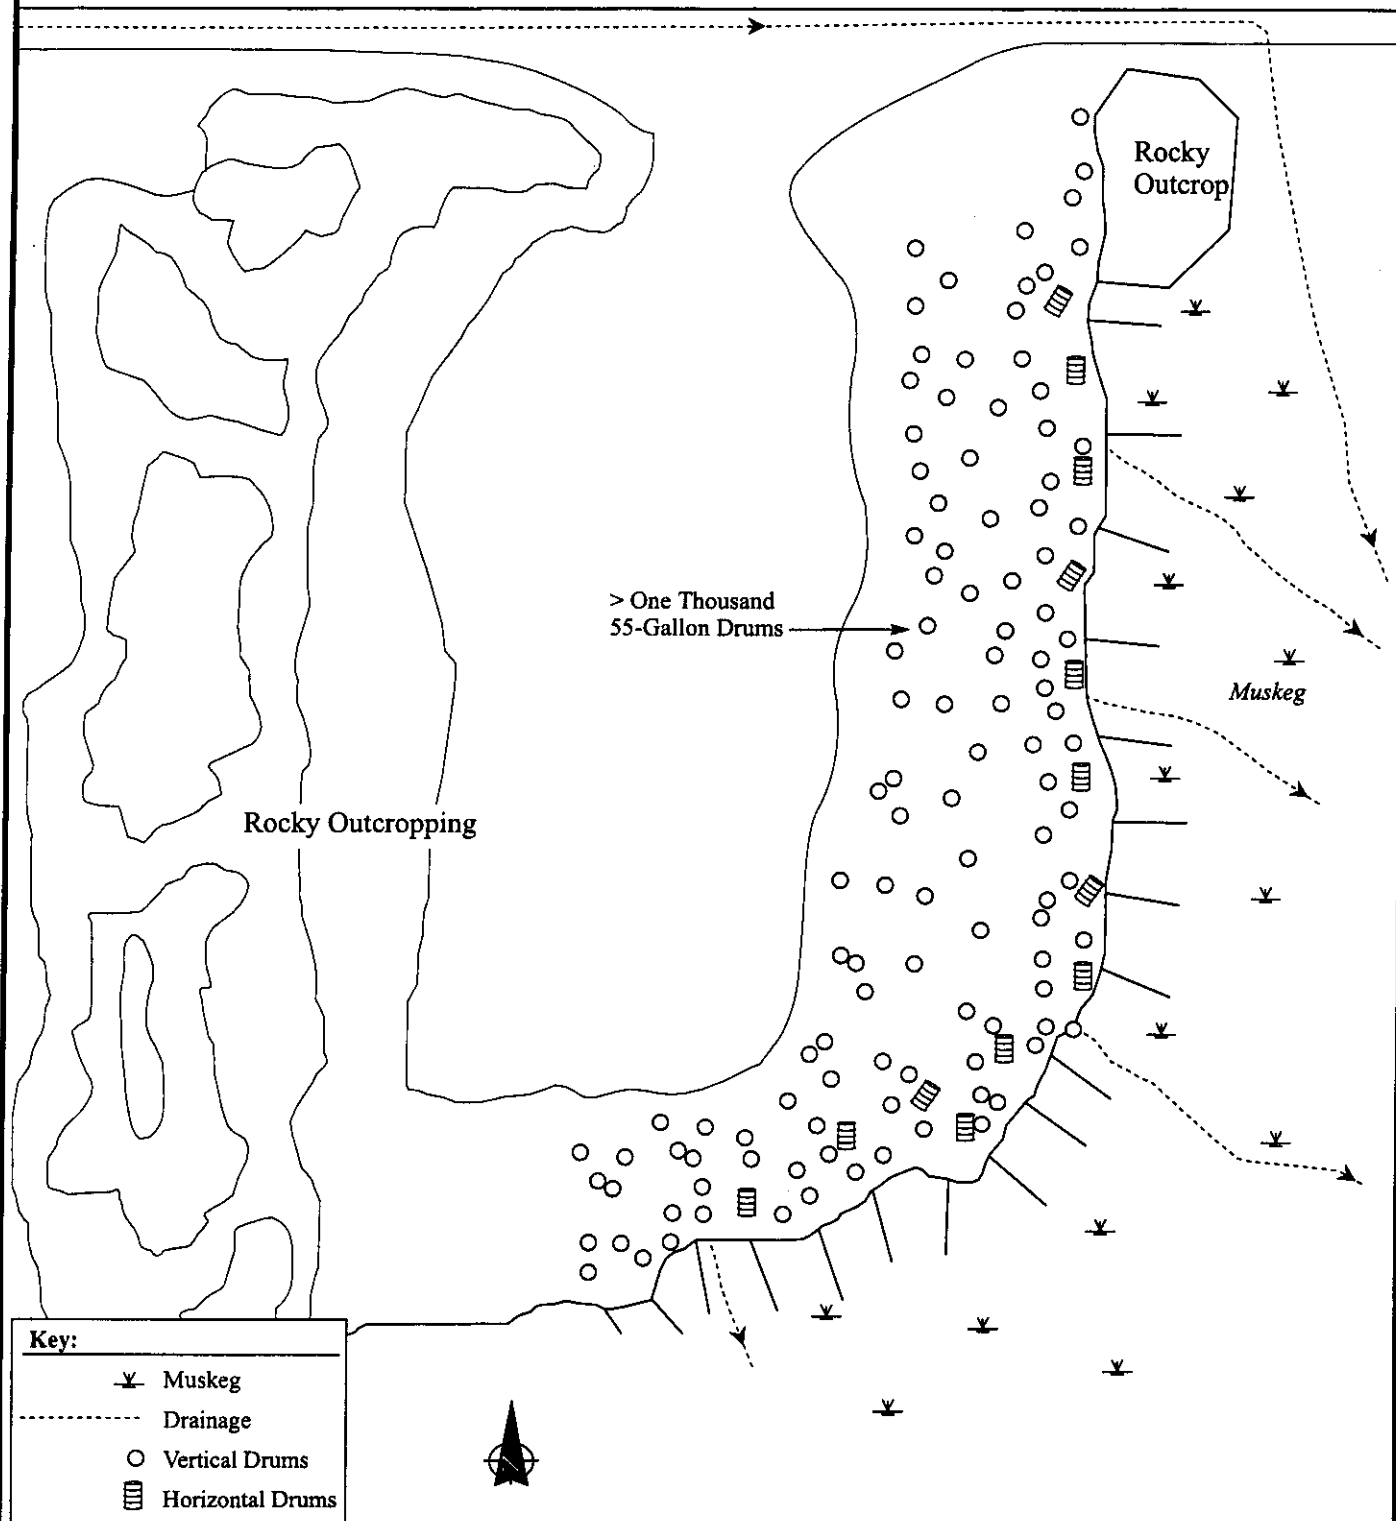 Rocky
Outcrop
> One Thousand
55-Gallon Drums
Muskeg
Rocky Outcropping
Key:
Muskeg
Drainage
Vertical Drums
Horizontal Drums